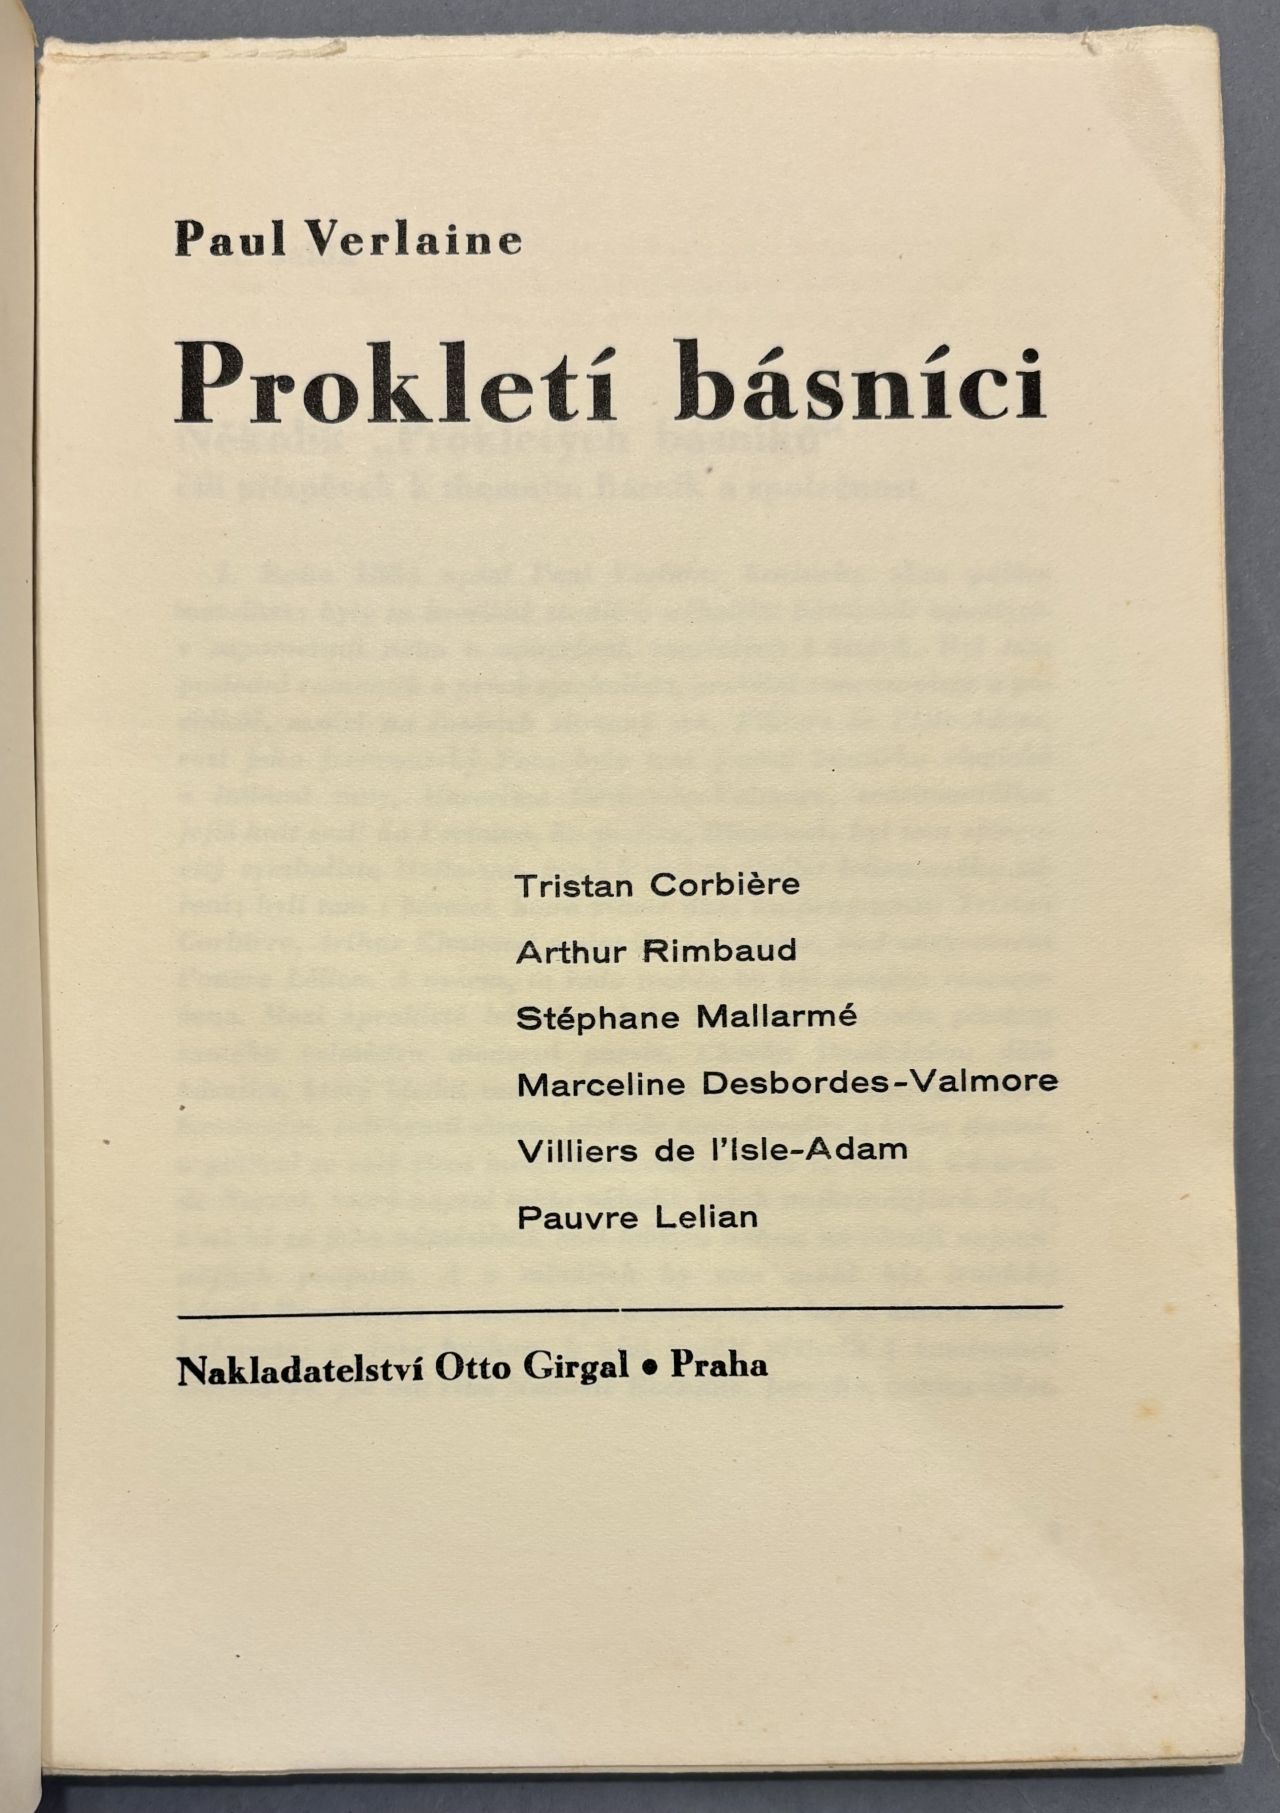 Paul Verlaine
Prokletí básníci
Tristan Corbière
Arthur Rimbaud
Stéphane Mallarmé
Marceline Desbordes-Valmore
Villiers de l'Isle-Adam
Pauvre Lelian
Nakladatelství Otto Girgal • Praha